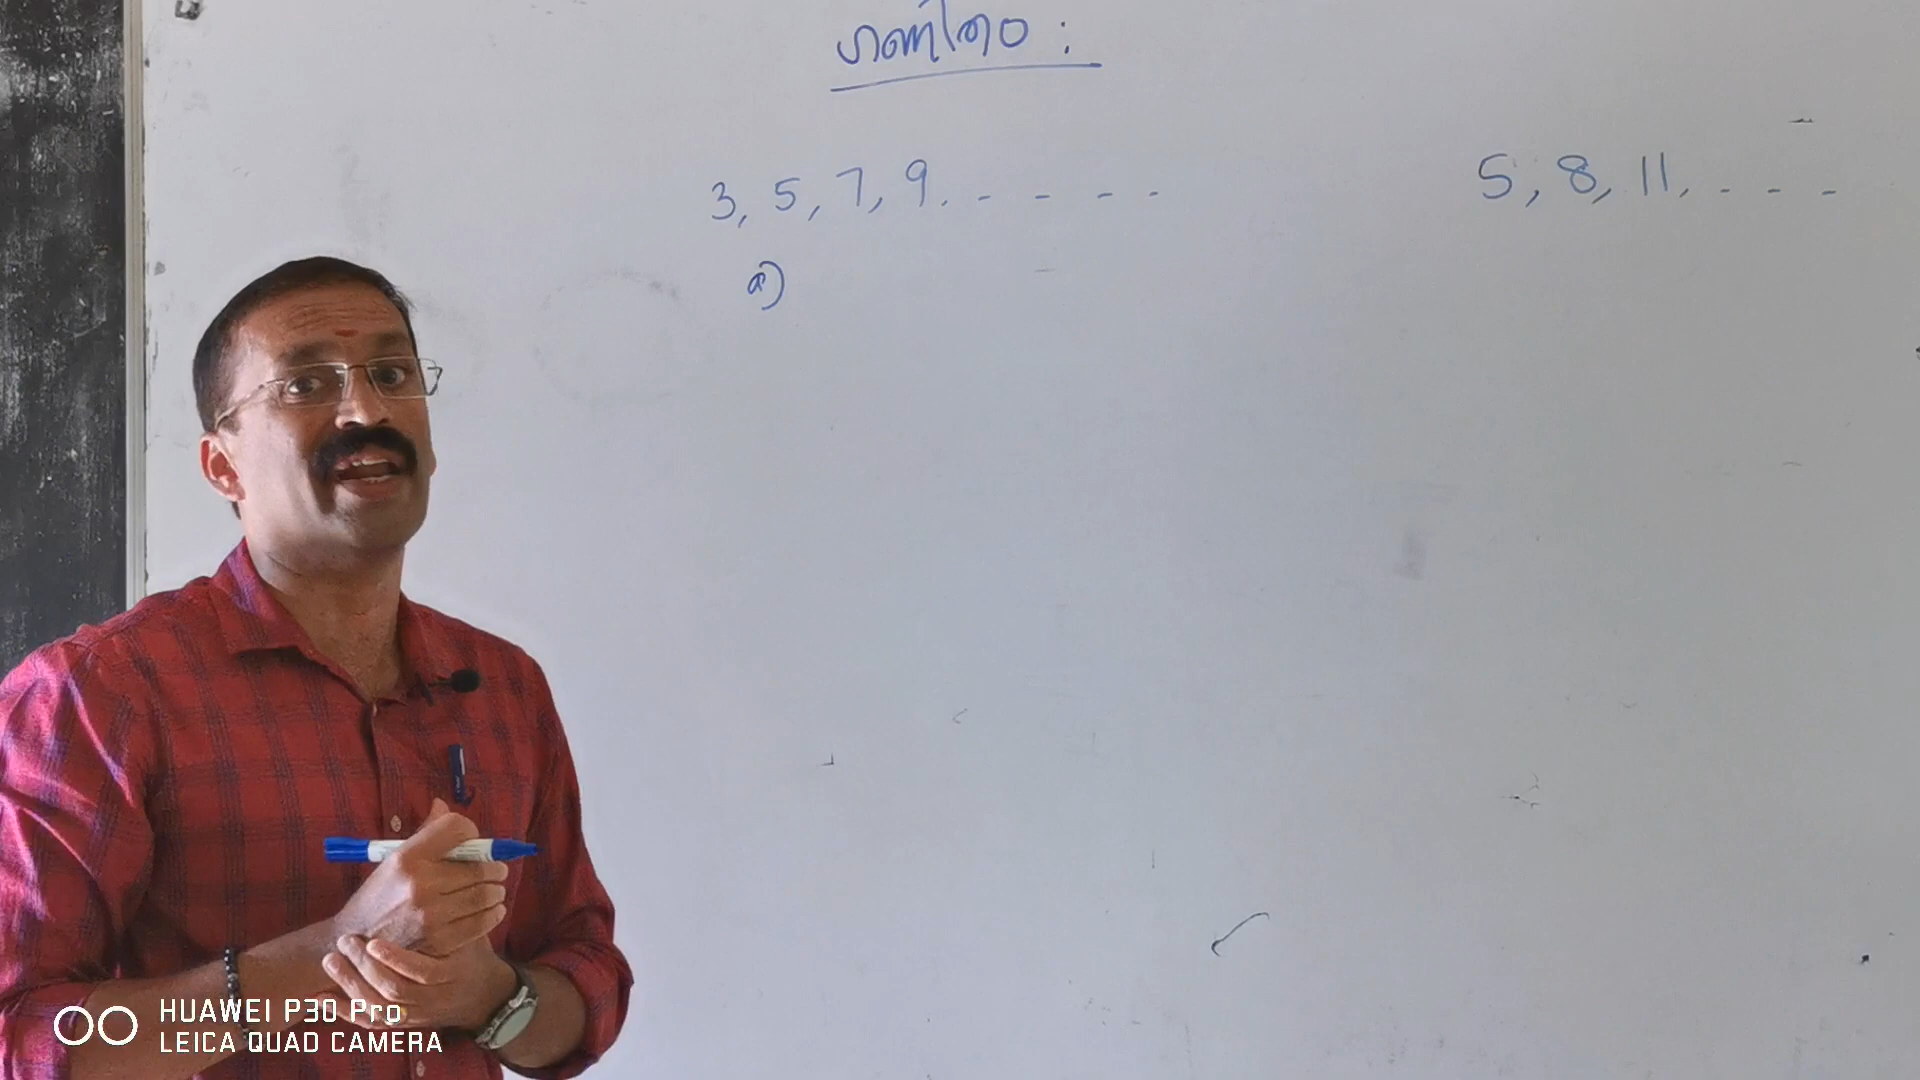 ഗണിതം :
3, 5, 7, 9, - - - -
5, 8, 11, - - -
a)
HUAWEI P30 Pro
LEICA QUAD CAMERA